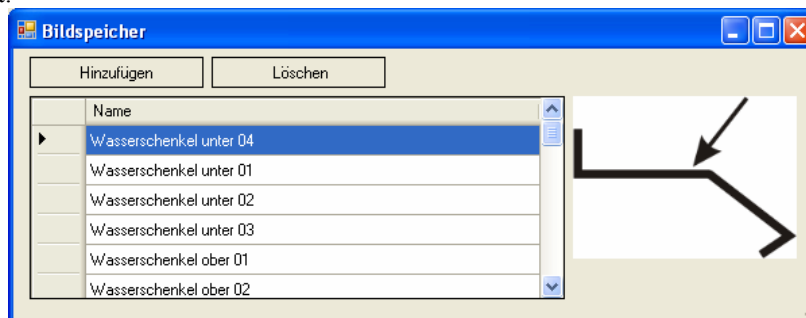 Bildspeicher
Hinzufügen Löschen
Name
Wasserschenkel unter 04
Wasserschenkel unter 01
Wasserschenkel unter 02
Wasserschenkel unter 03
Wasserschenkel ober 01
Wasserschenkel ober 02